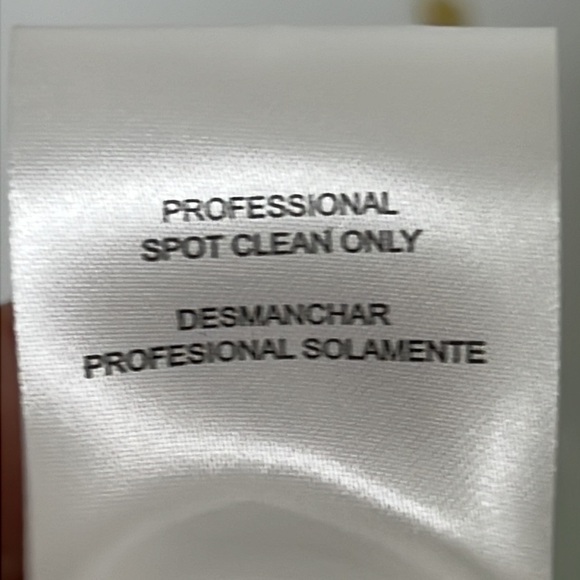 PROFESSIONAL
SPOT CLEAN ONLY
DESMANCHAR
PROFESIONAL SOLAMENTE